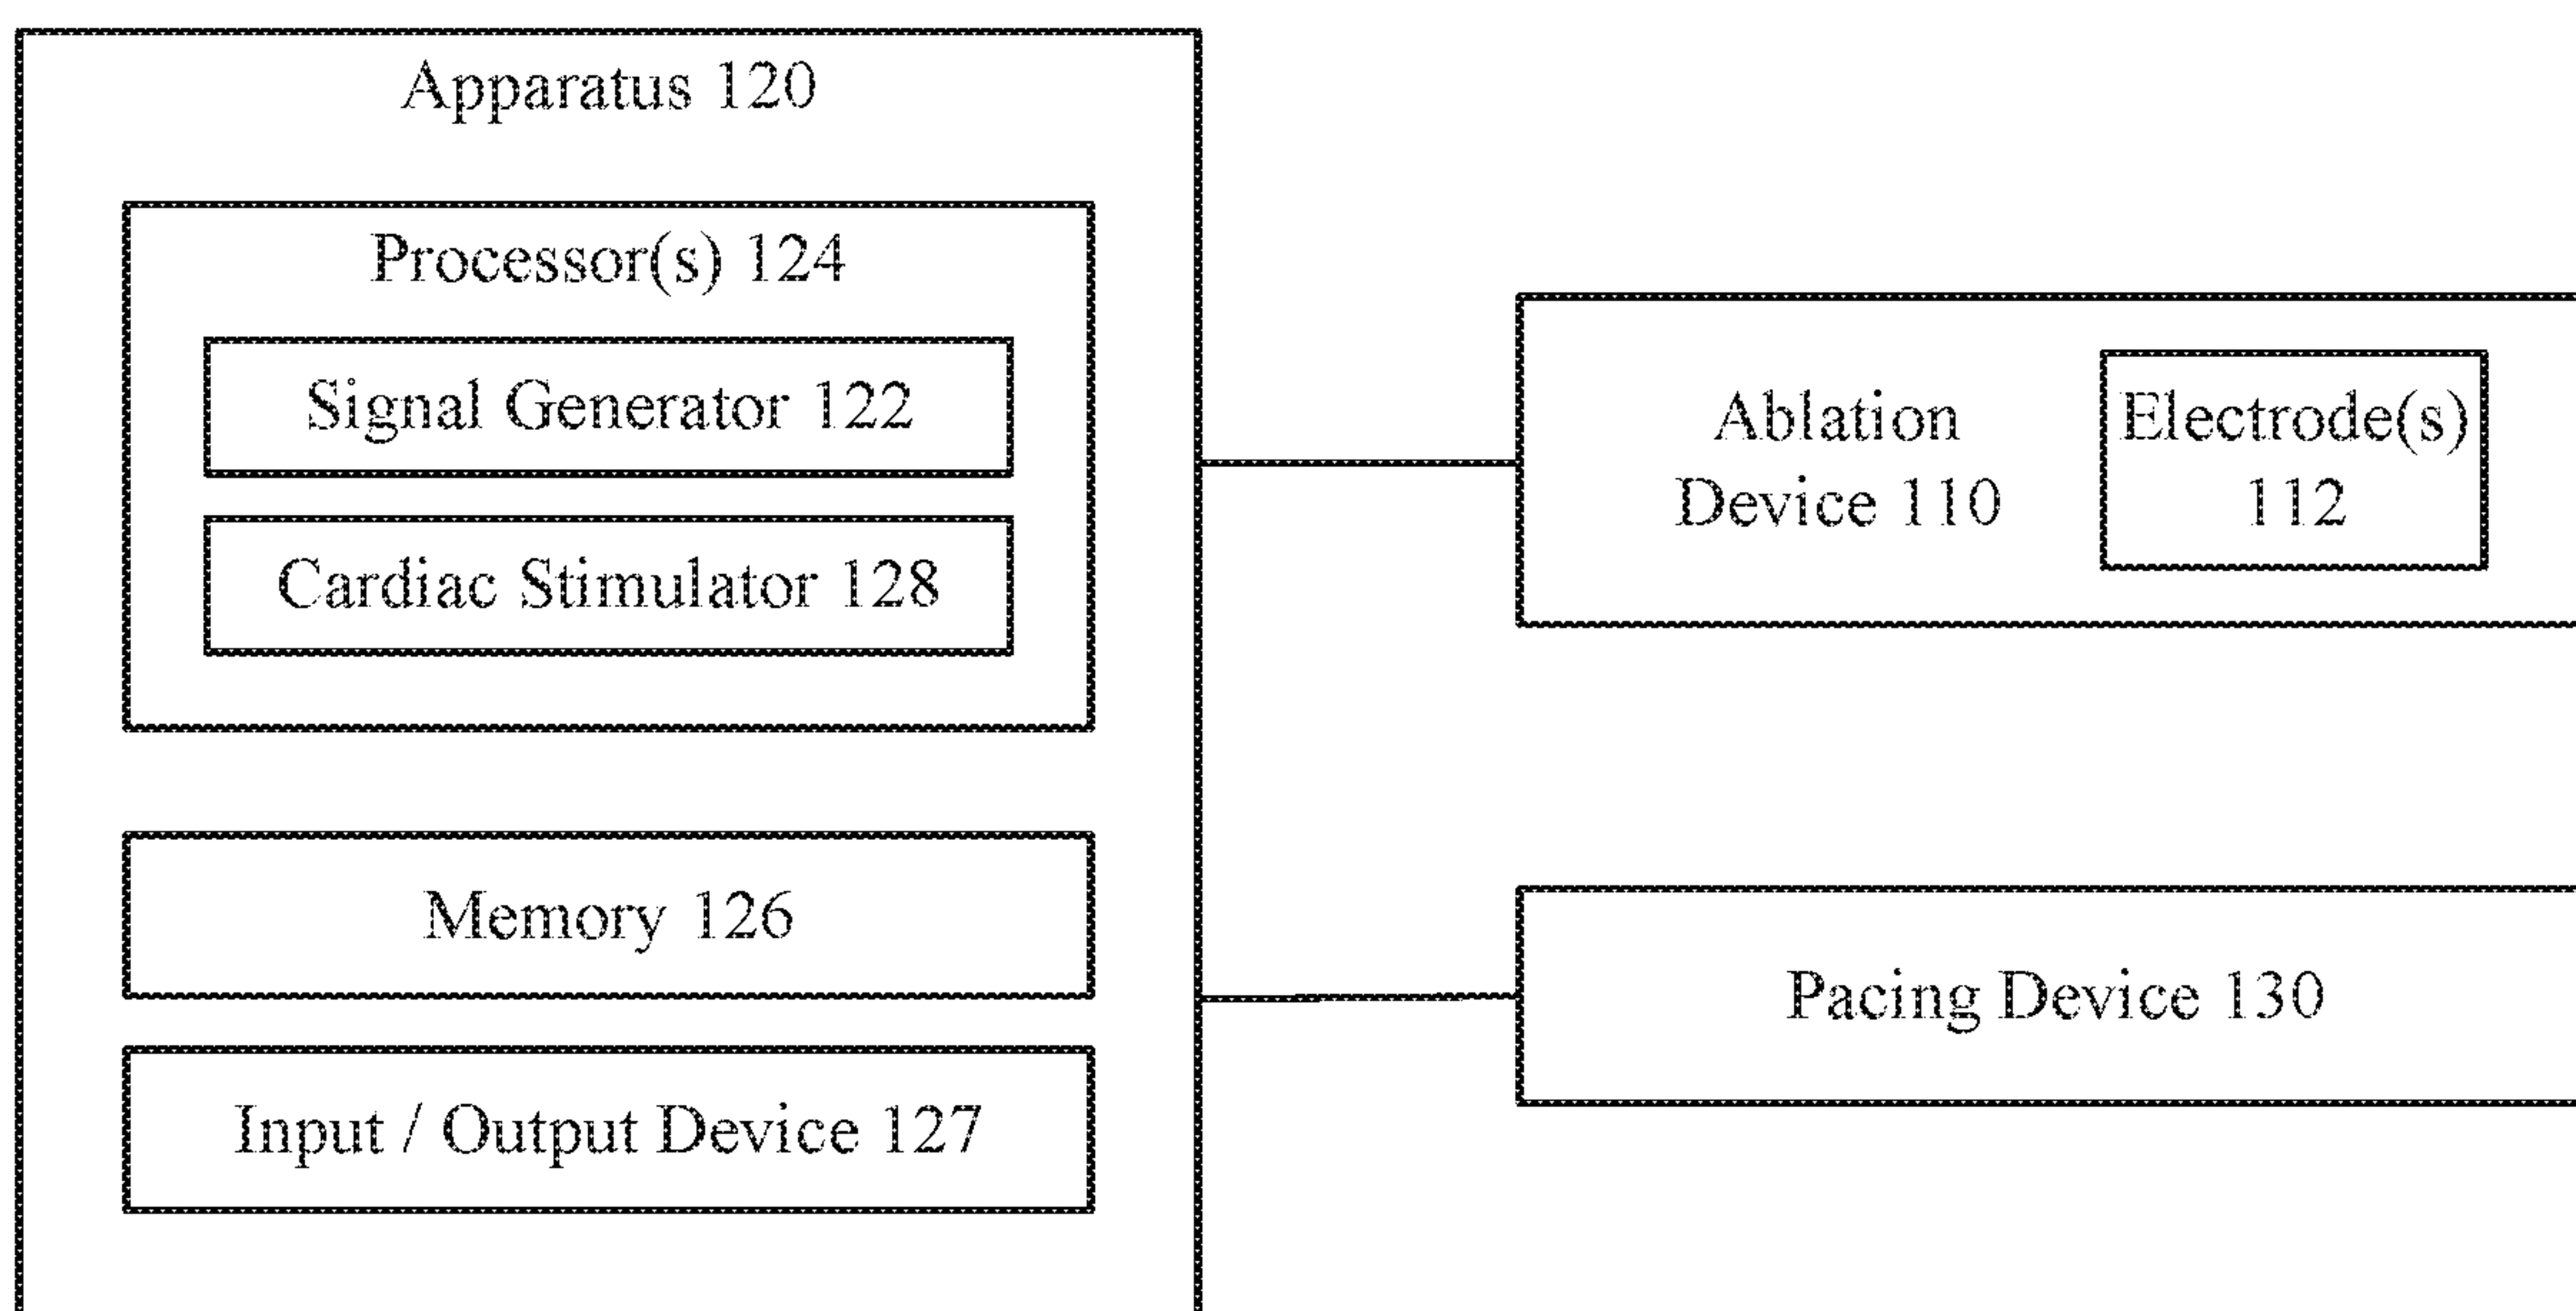 Apparatus 120
Processor(s) 124
Signal Generator 122
Cardiac Stimulator 128
Memory 126
Input / Output Device 127
Ablation
Device 110
Electrode(s)
112
Pacing Device 130